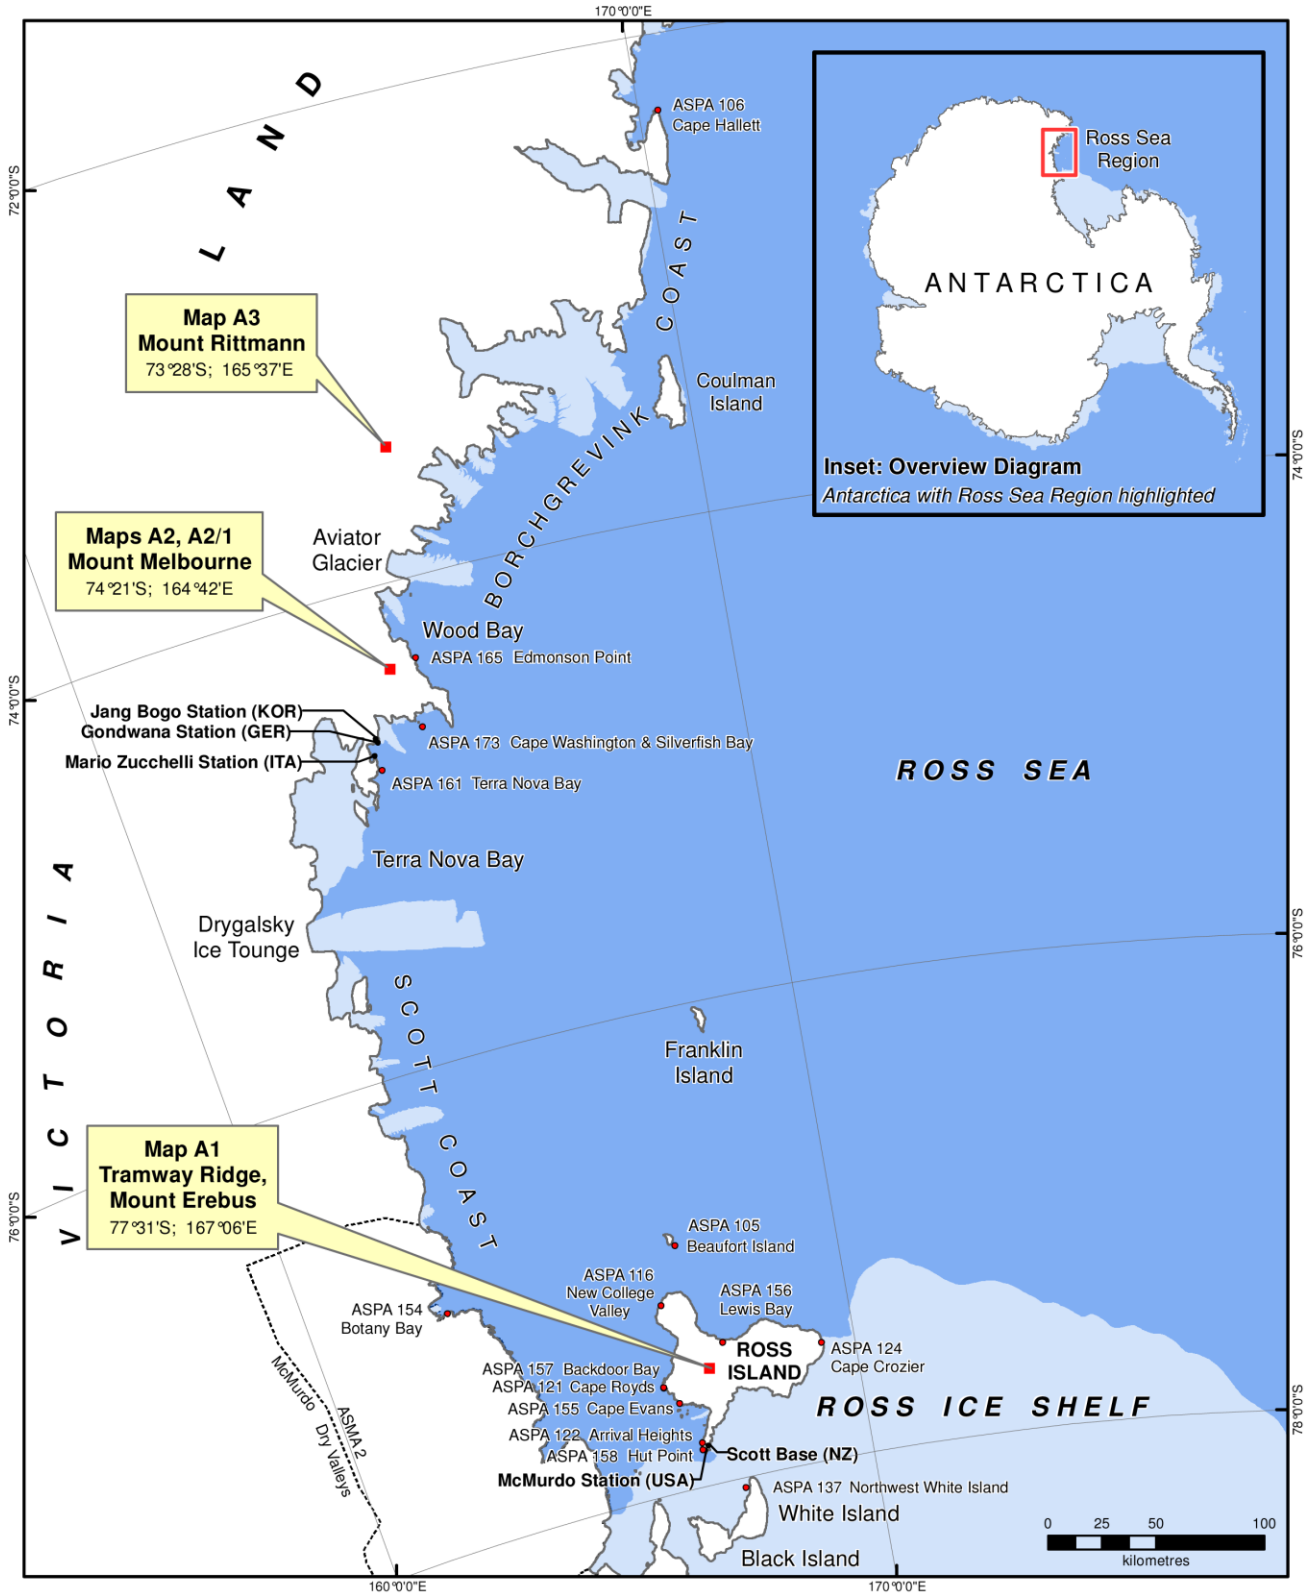 170°0'0"E
LAND
ASPA 106
Cape Hallett
72°0'0"S
Ross Sea
Region
ANTARCTICA
Inset: Overview Diagram
Antarctica with Ross Sea Region highlighted
Map A3
Mount Rittmann
73°28'S; 165°37'E
BORCHGREVINK COAST
Coulman
Island
74°0'0"S
Maps A2, A2/1
Mount Melbourne
74°21'S; 164°42'E
Aviator
Glacier
Wood Bay
ASPA 165 Edmonson Point
74°0'0"S
Jang Bogo Station (KOR)
Gondwana Station (GER)
Mario Zucchelli Station (ITA)
ASPA 173 Cape Washington & Silverfish Bay
ASPA 161 Terra Nova Bay
ROSS SEA
Terra Nova Bay
VICTORIA
Drygalsky
Ice Tounge
76°0'0"S
SCOTT COAST
Franklin
Island
Map A1
Tramway Ridge,
Mount Erebus
77°31'S; 167°06'E
76°0'0"S
ASPA 105
Beaufort Island
ASPA 116
New College
Valley
ASPA 156
Lewis Bay
ASPA 154
Botany Bay
ROSS
ISLAND
ASPA 124
Cape Crozier
ASPA 157 Backdoor Bay
ASPA 121 Cape Royds
ASPA 155 Cape Evans
ROSS ICE SHELF
78°0'0"S
ASPA 122 Arrival Heights
ASPA 158 Hut Point
Scott Base (NZ)
McMurdo Station (USA)
ASMA 2
McMurdo Dry Valleys
ASPA 137 Northwest White Island
White Island
Black Island
0 25 50 100
kilometres
160°0'0"E
170°0'0"E